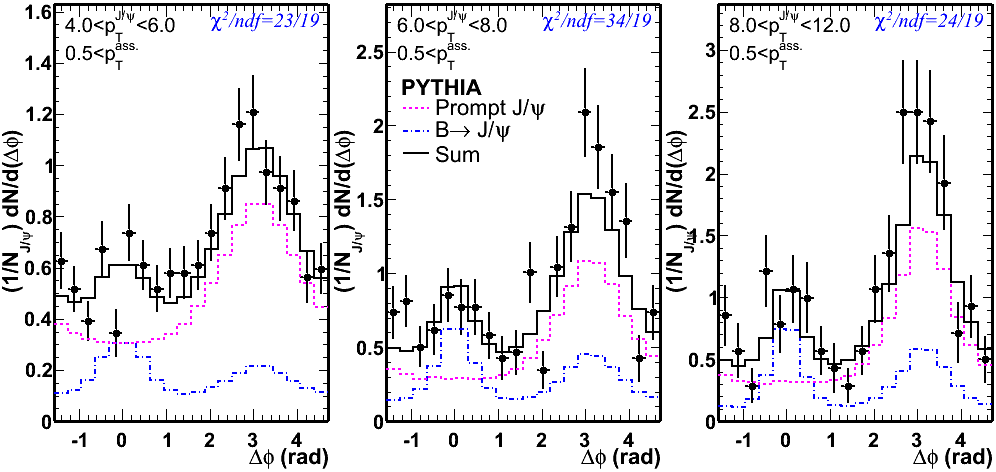 4.0<p_T^J/ψ<6.0 χ²/ndf=23/19
0.5<p_T^ass.
1.6
1.4
1.2
1
0.8
0.6
0.4
0.2
0
(1/N_J/ψ) dN/d(Δϕ)
-1 0 1 2 3 4
Δϕ (rad)
6.0<p_T^J/ψ<8.0 χ²/ndf=34/19
0.5<p_T^ass.
PYTHIA
Prompt J/ψ
B→ J/ψ
Sum
2.5
2
1.5
1
0.5
0
(1/N_J/ψ) dN/d(Δϕ)
-1 0 1 2 3 4
Δϕ (rad)
8.0<p_T^J/ψ<12.0 χ²/ndf=24/19
0.5<p_T^ass.
3
2.5
2
1.5
1
0.5
0
(1/N_J/ψ) dN/d(Δϕ)
-1 0 1 2 3 4
Δϕ (rad)